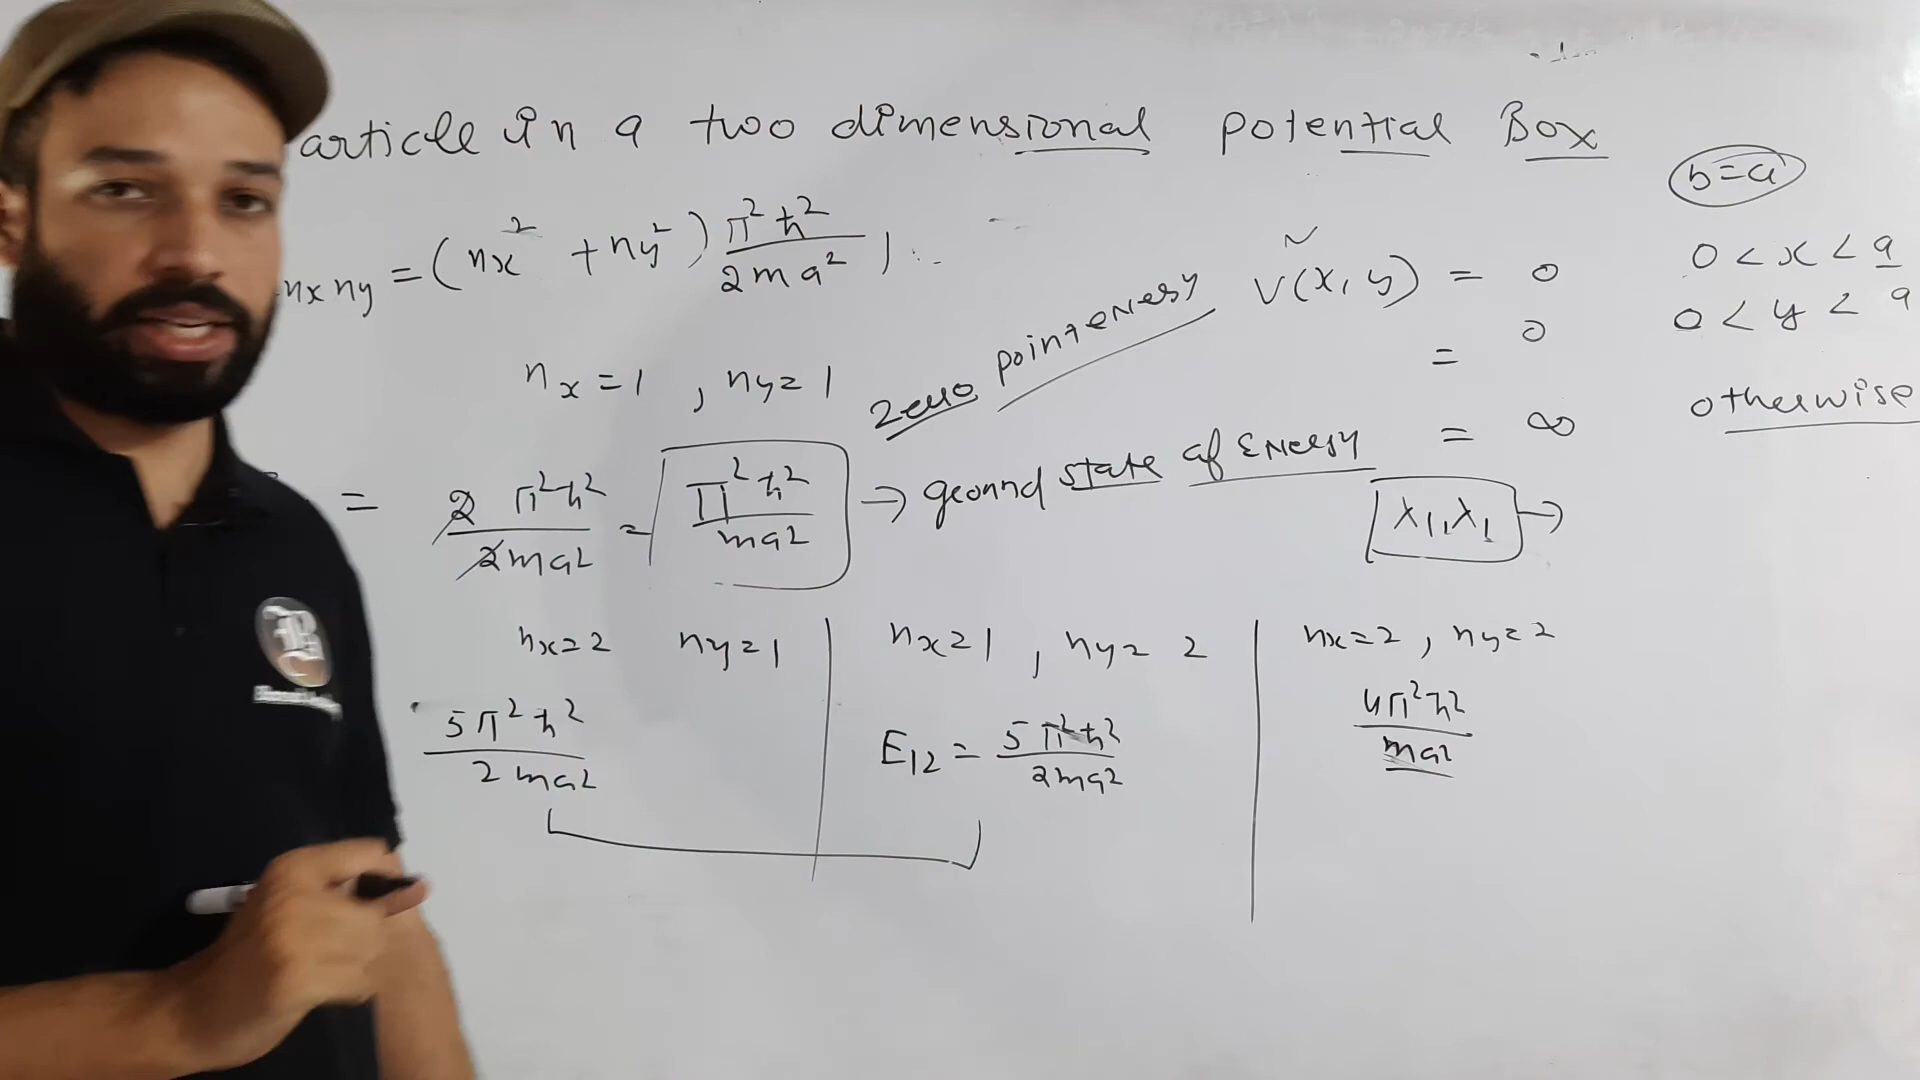 article in a two dimensional potential Box
b=a
nx ny = (nx² + ny²) π²ħ² / 2ma²
V(x, y) = 0    0 < x < a
= 0    0 < y < a
= ∞    otherwise
nx = 1 , ny = 1
Zero point energy
= 2 π²ħ² / 2ma² = π²ħ² / ma² → ground state of Energy
x1, x1 →
nx = 2    ny = 1
5π²ħ² / 2ma²
nx = 1 , ny = 2
E12 = 5π²ħ² / 2ma²
nx = 2 , ny = 2
4π²ħ² / ma²